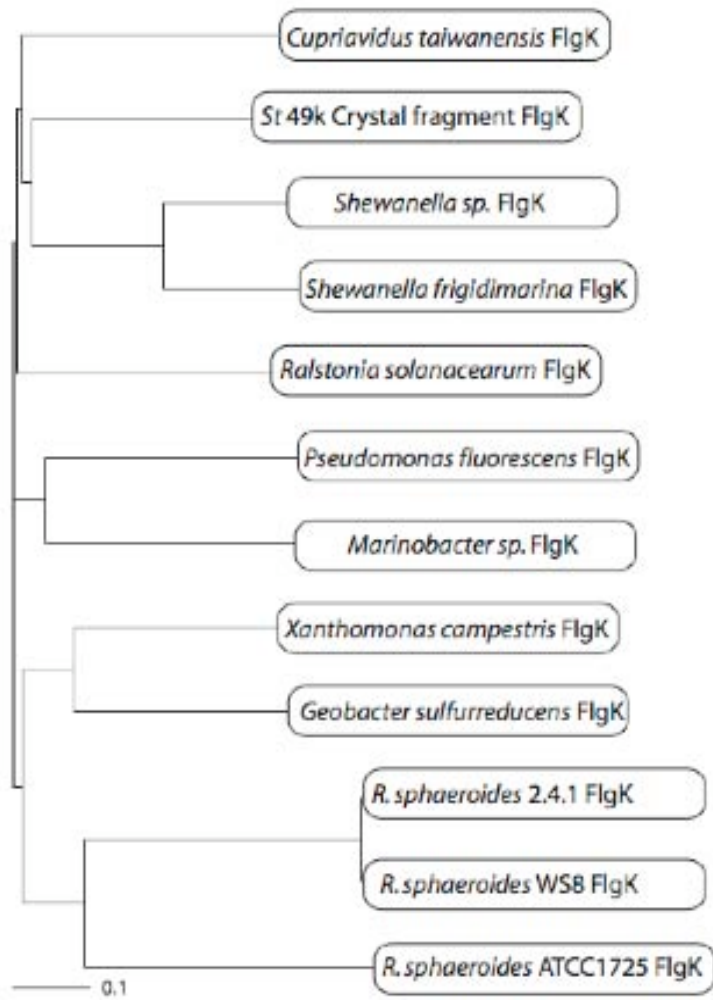 Cupriavidus taiwanensis FlgK
St 49k Crystal fragment FlgK
Shewanella sp. FlgK
Shewanella frigidimarina FlgK
Ralstonia solanacearum FlgK
Pseudomonas fluorescens FlgK
Marinobacter sp. FlgK
Xanthomonas campestris FlgK
Geobacter sulfurreducens FlgK
R. sphaeroides 2.4.1 FlgK
R. sphaeroides WS8 FlgK
R. sphaeroides ATCC1725 FlgK
0.1